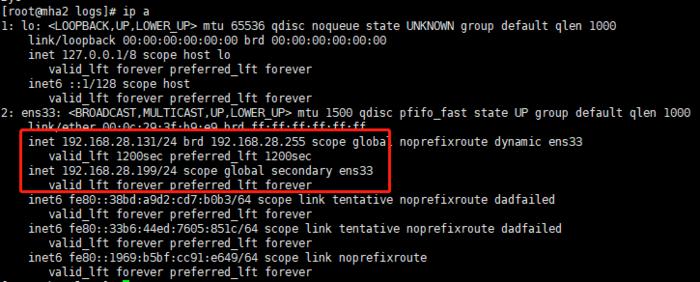 [root@mha2 logs]# ip a
1: lo: <LOOPBACK,UP,LOWER_UP> mtu 65536 qdisc noqueue state UNKNOWN group default qlen 1000
link/loopback 00:00:00:00:00:00 brd 00:00:00:00:00:00
inet 127.0.0.1/8 scope host lo
valid_lft forever preferred_lft forever
inet6 ::1/128 scope host
valid_lft forever preferred_lft forever
2: ens33: <BROADCAST,MULTICAST,UP,LOWER_UP> mtu 1500 qdisc pfifo_fast state UP group default qlen 1000
link/ether 00:0c:29:3f:b9:e9 brd ff:ff:ff:ff:ff:ff
inet 192.168.28.131/24 brd 192.168.28.255 scope global noprefixroute dynamic ens33
valid_lft 1200sec preferred_lft 1200sec
inet 192.168.28.199/24 scope global secondary ens33
valid_lft forever preferred_lft forever
inet6 fe80::38bd:a9d2:cd7:b0b3/64 scope link tentative noprefixroute dadfailed
valid_lft forever preferred_lft forever
inet6 fe80::33b6:44ed:7605:851c/64 scope link tentative noprefixroute dadfailed
valid_lft forever preferred_lft forever
inet6 fe80::1969:b5bf:cc91:e649/64 scope link noprefixroute
valid_lft forever preferred_lft forever